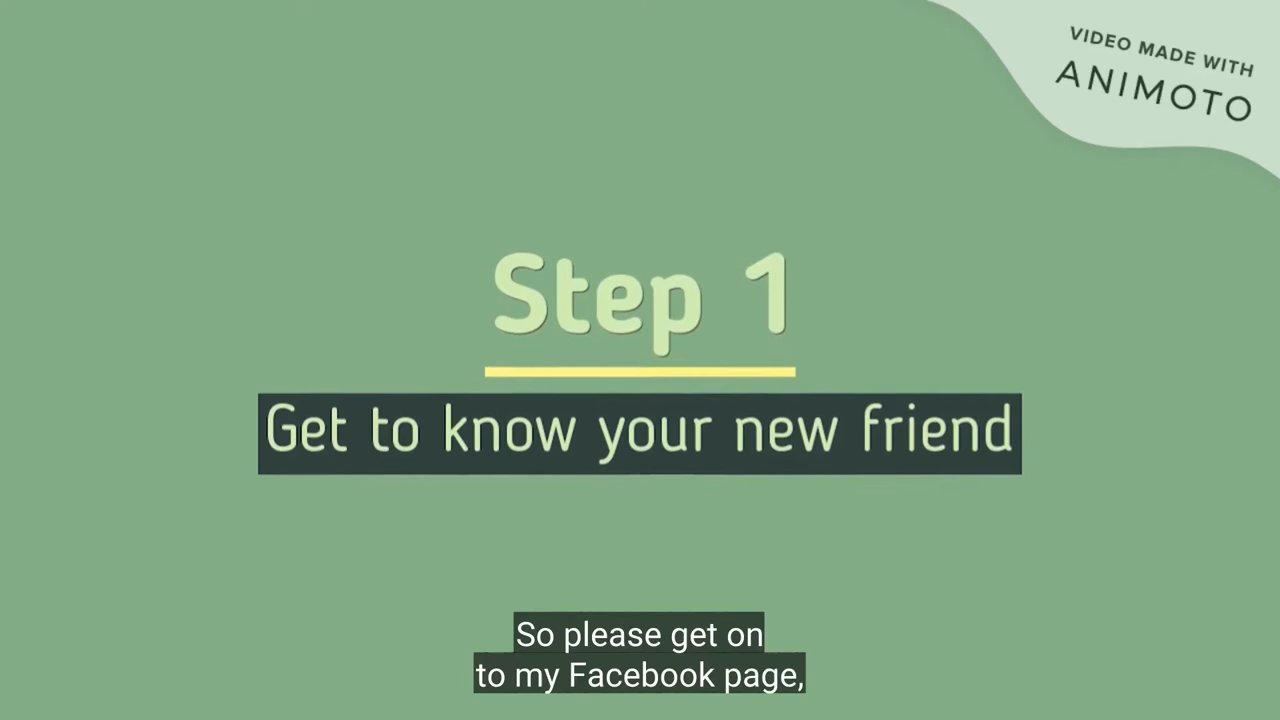 VIDEO MADE WITH
ANIMOTO
Step 1
Get to know your new friend
So please get on
to my Facebook page,